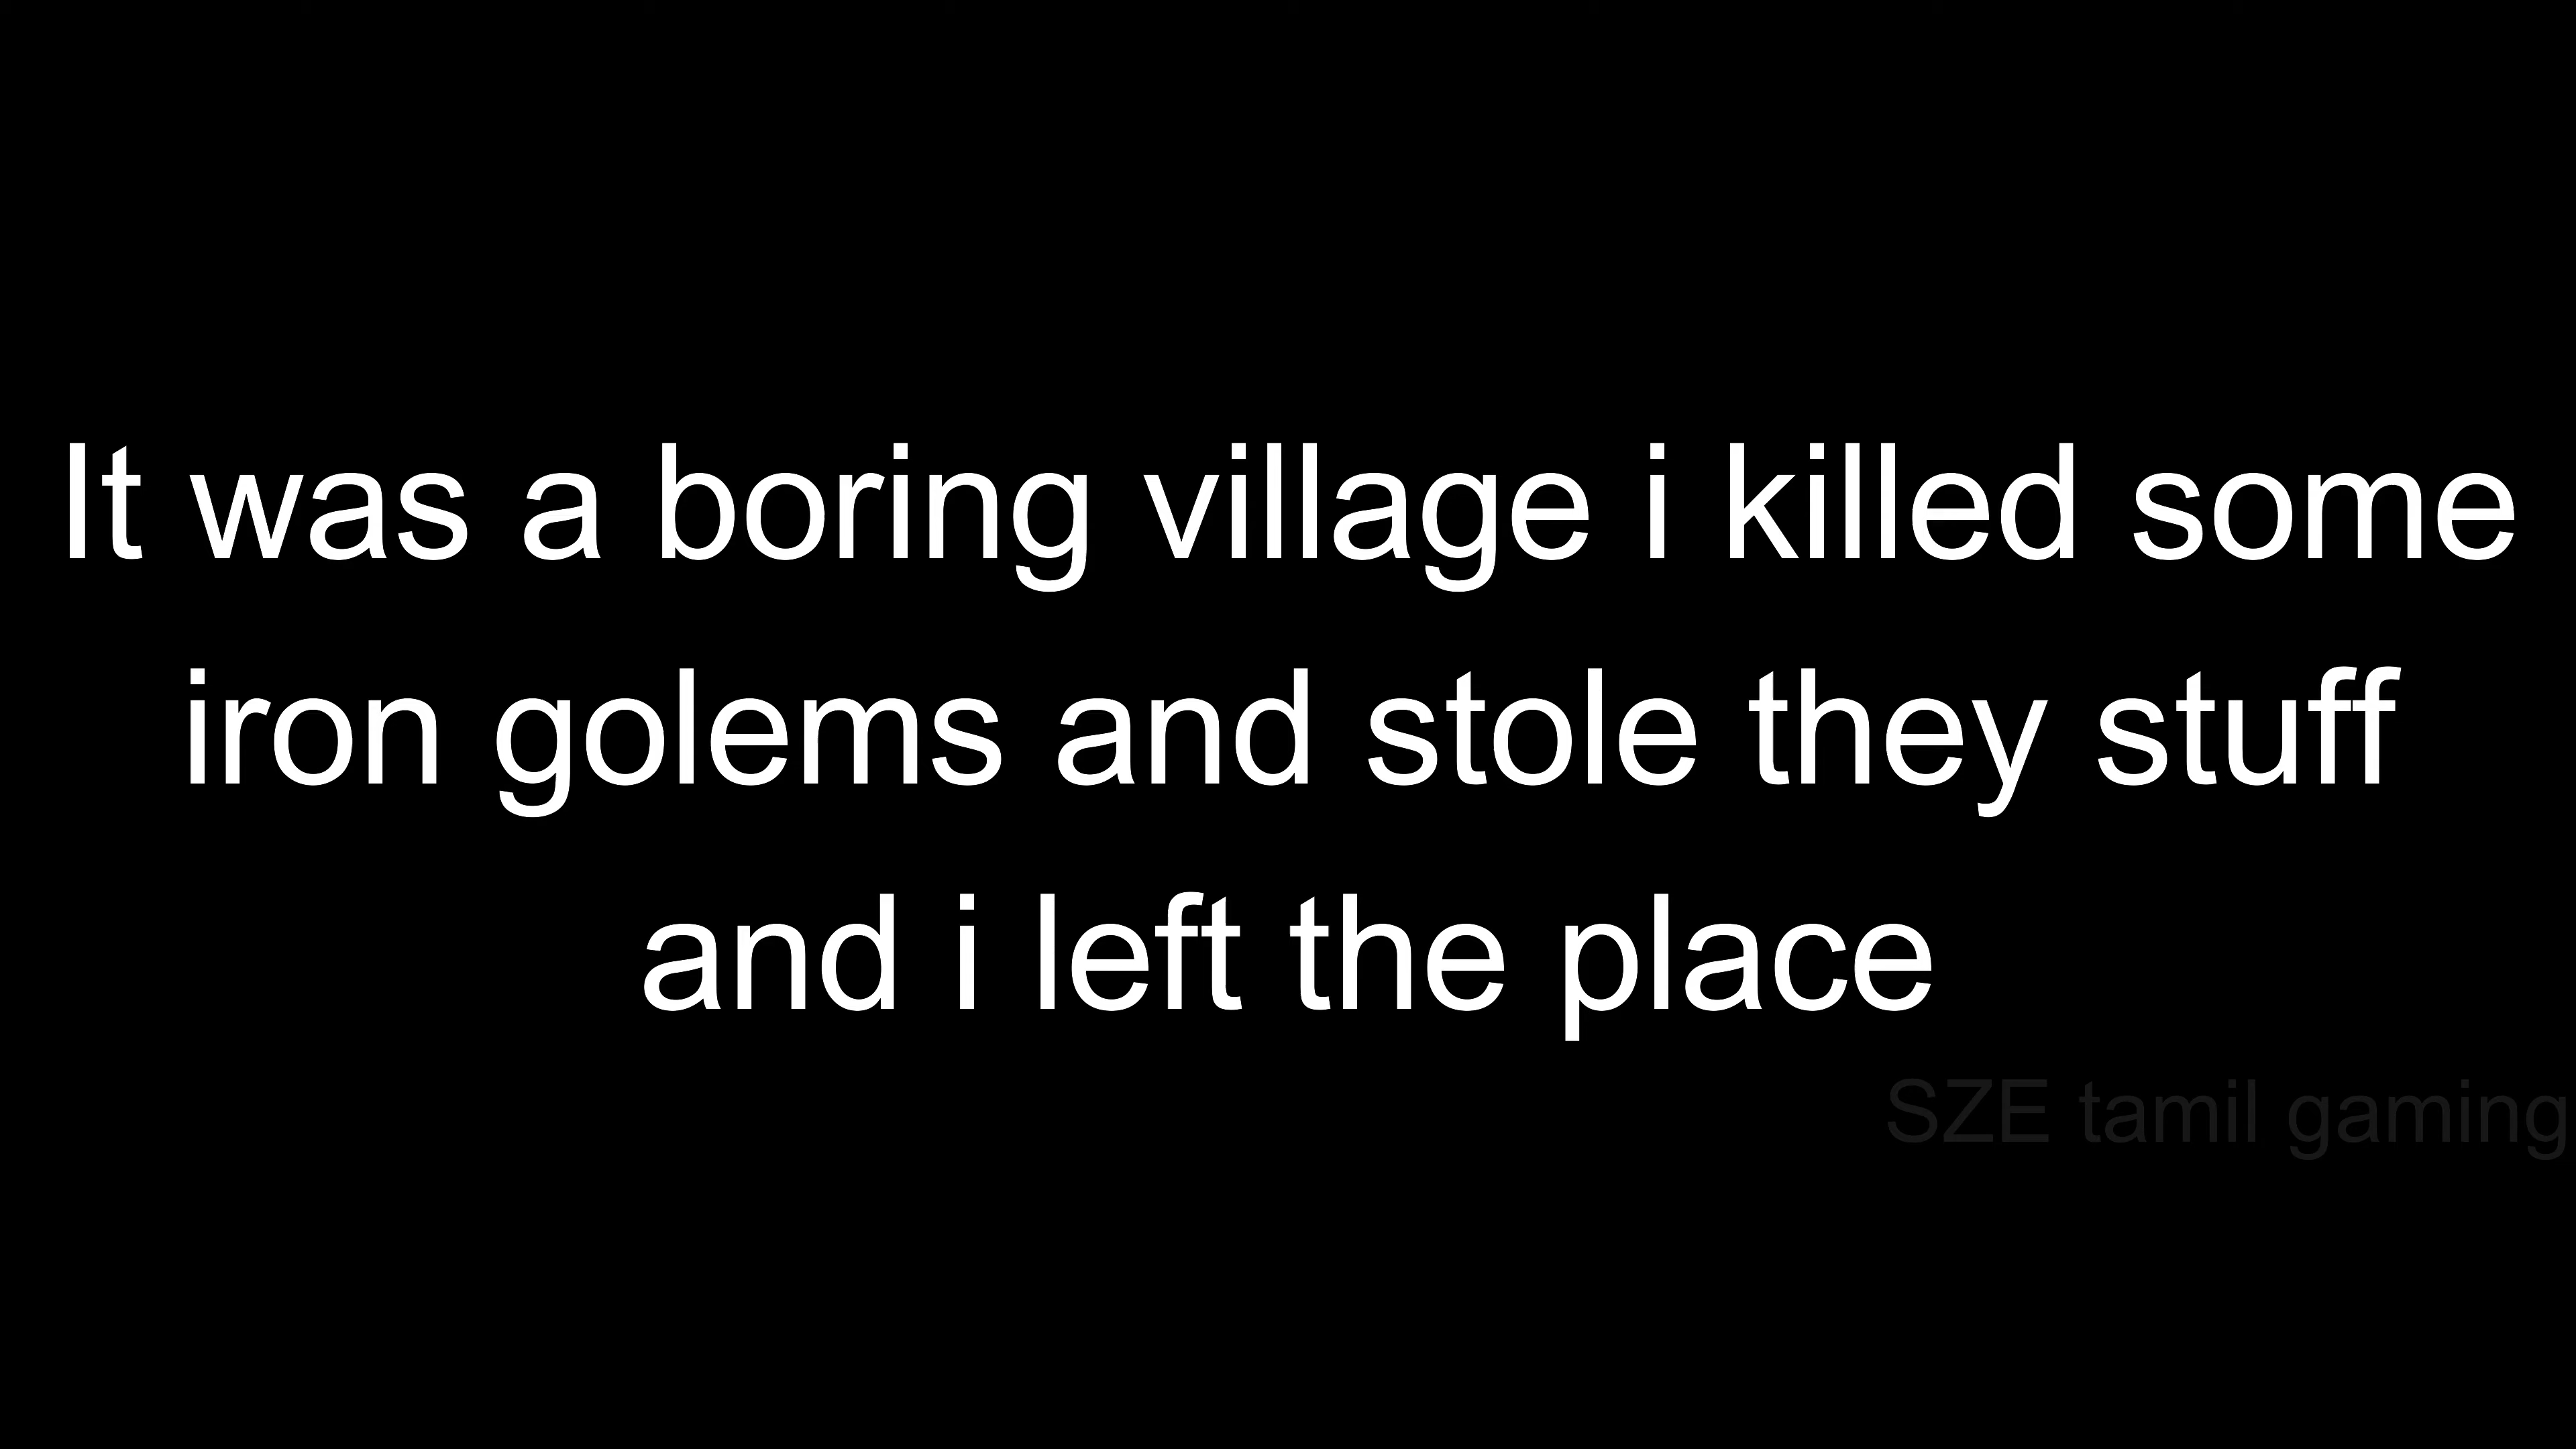 It was a boring village i killed some
iron golems and stole they stuff
and i left the place
SZE tamil gaming